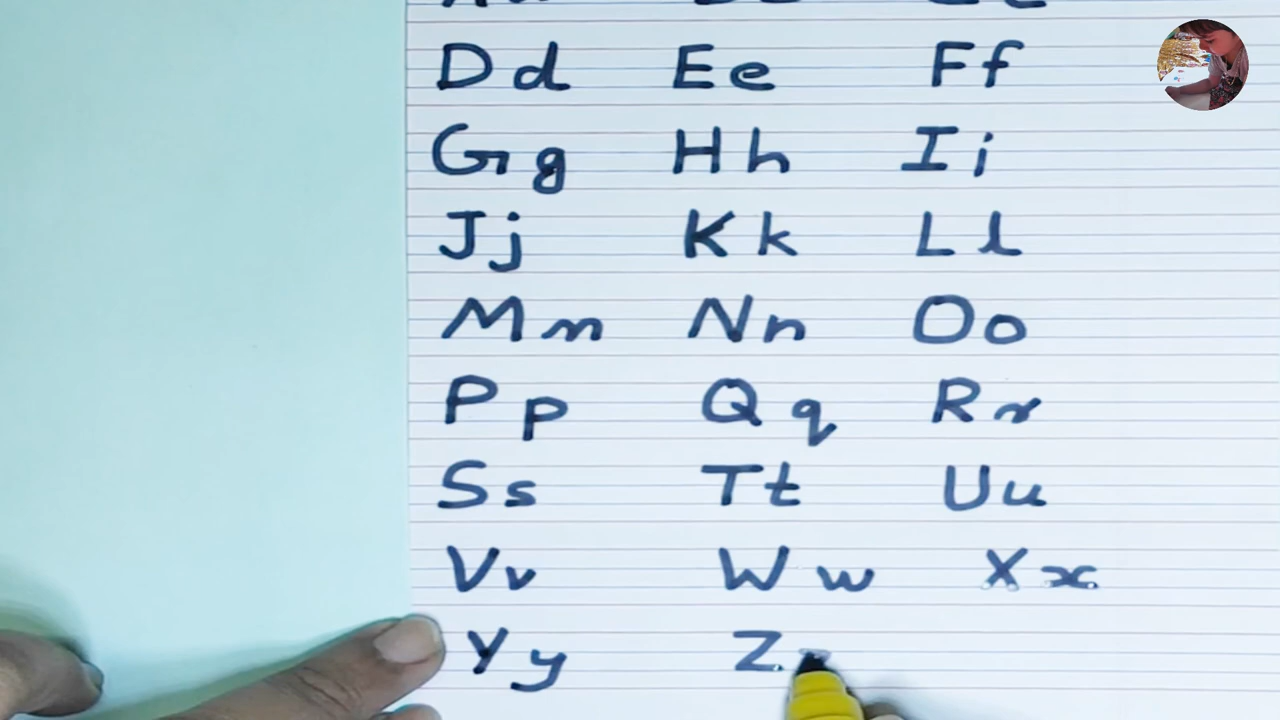 Dd Ee Ff
Gg Hh Ii
Jj Kk Ll
Mm Nn Oo
Pp Qq Rr
Ss Tt Uu
Vv Ww Xx
Yy Z